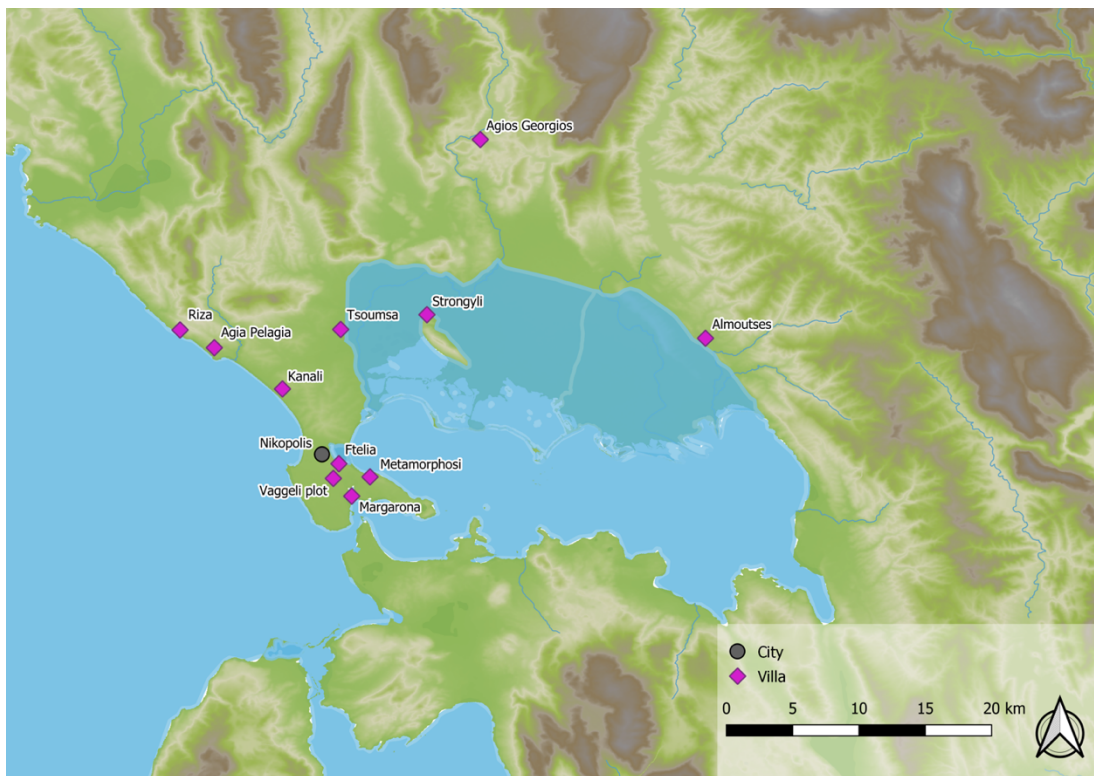 Agios Georgios
Strongyli
Riza
Tsoumsa
Almoutses
Agia Pelagia
Kanali
Nikopolis
Ftelia
Metamorphosi
Vaggeli plot
Margarona
City
Villa
0 5 10 15 20 km